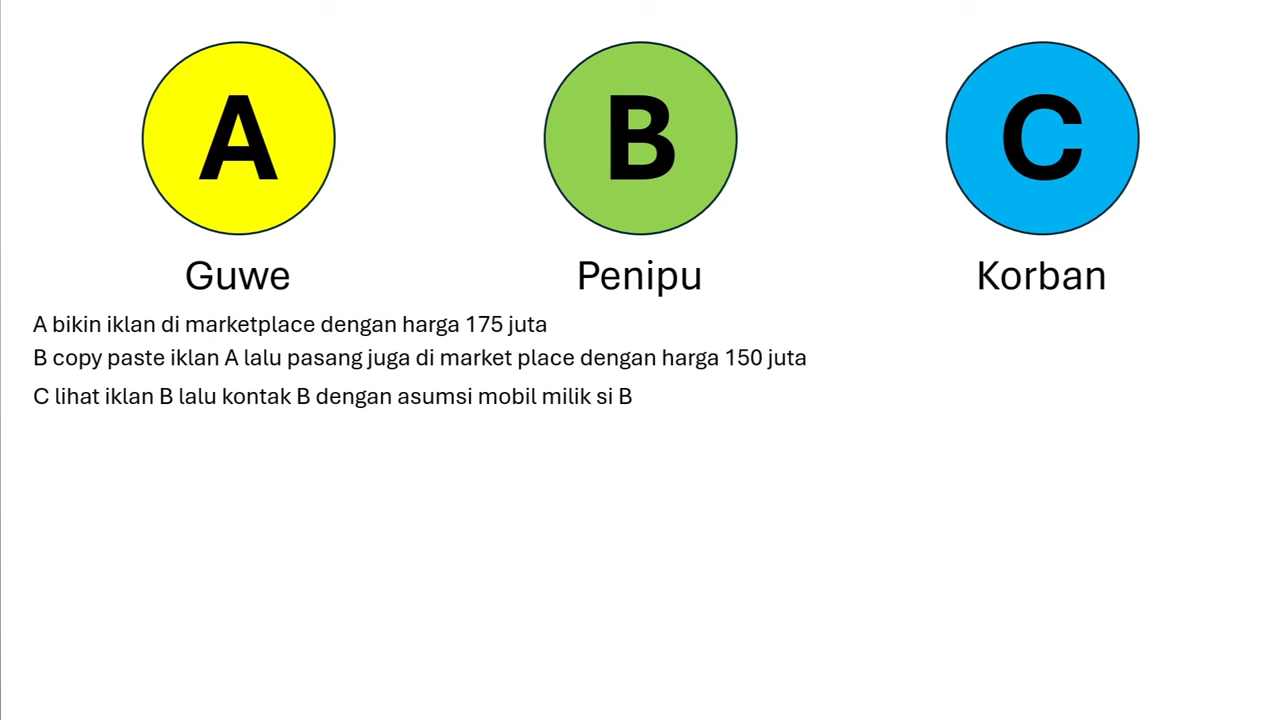 A
B
C
Guwe
Penipu
Korban
A bikin iklan di marketplace dengan harga 175 juta
B copy paste iklan A lalu pasang juga di market place dengan harga 150 juta
C lihat iklan B lalu kontak B dengan asumsi mobil milik si B